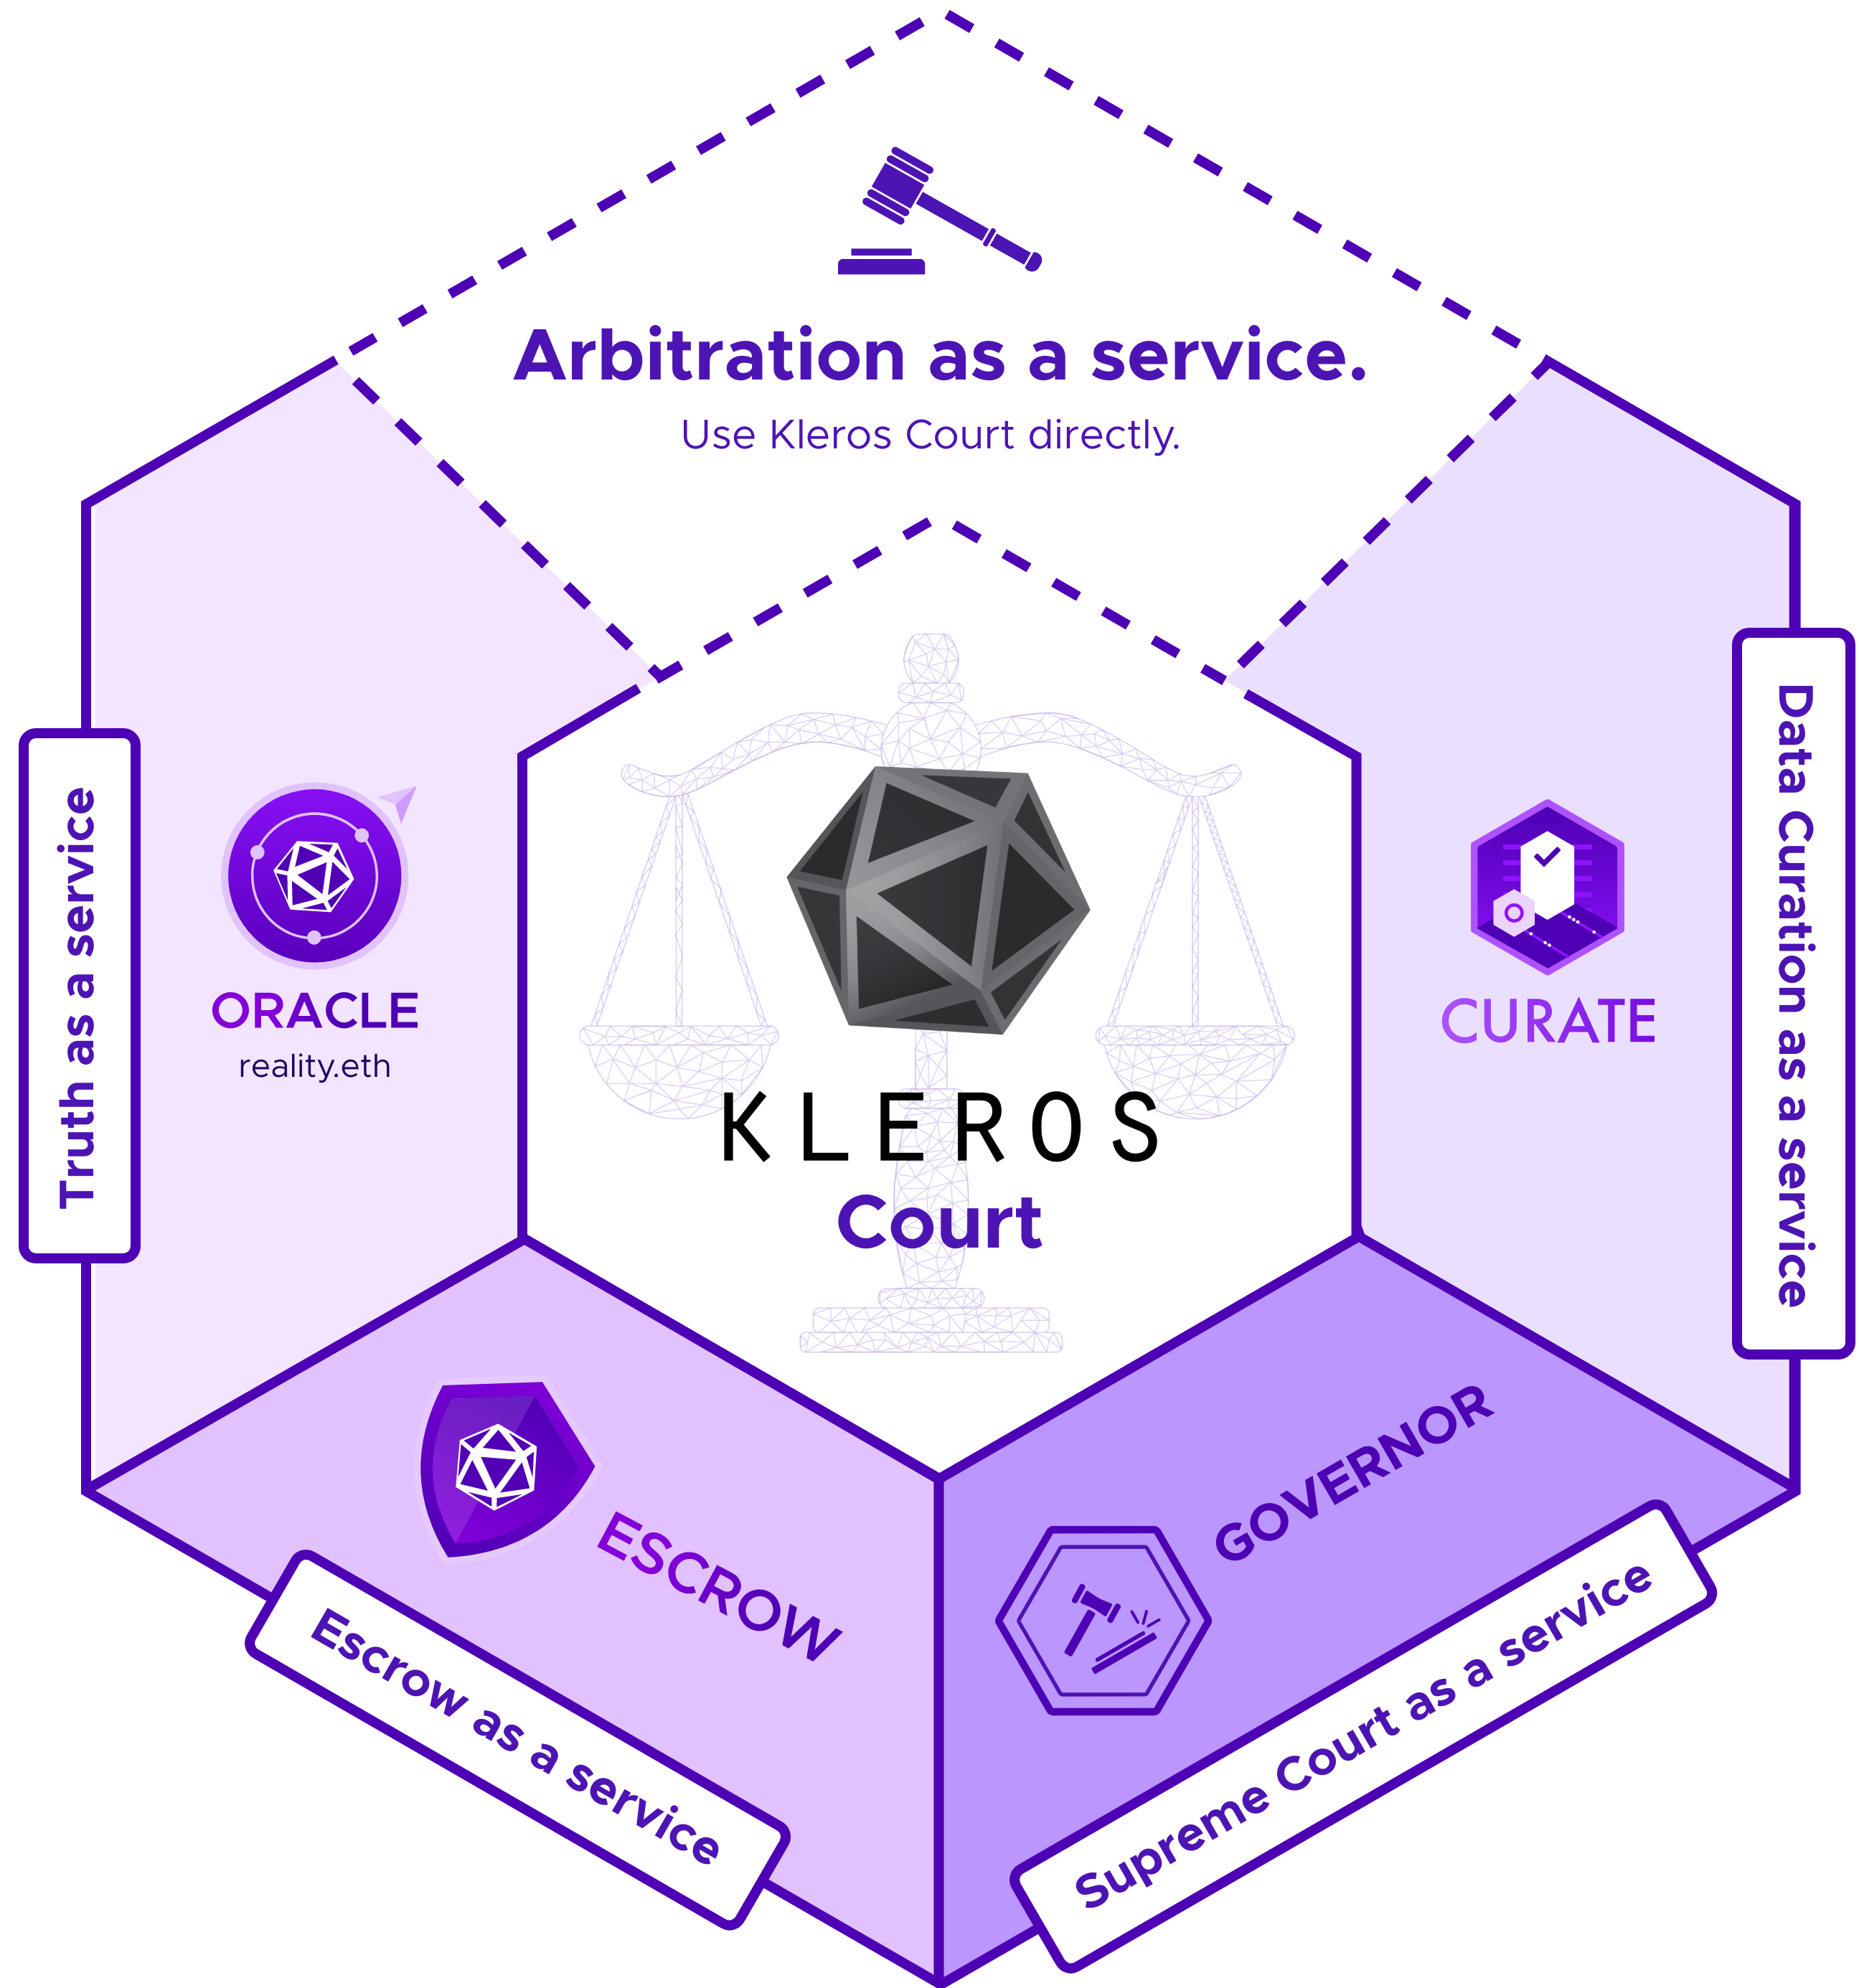 Arbitration as a service.
Use Kleros Court directly.
Truth as a service
ORACLE
reality.eth
KLEROS
Court
CURATE
Data Curation as a service
ESCROW
Escrow as a service
GOVERNOR
Supreme Court as a service